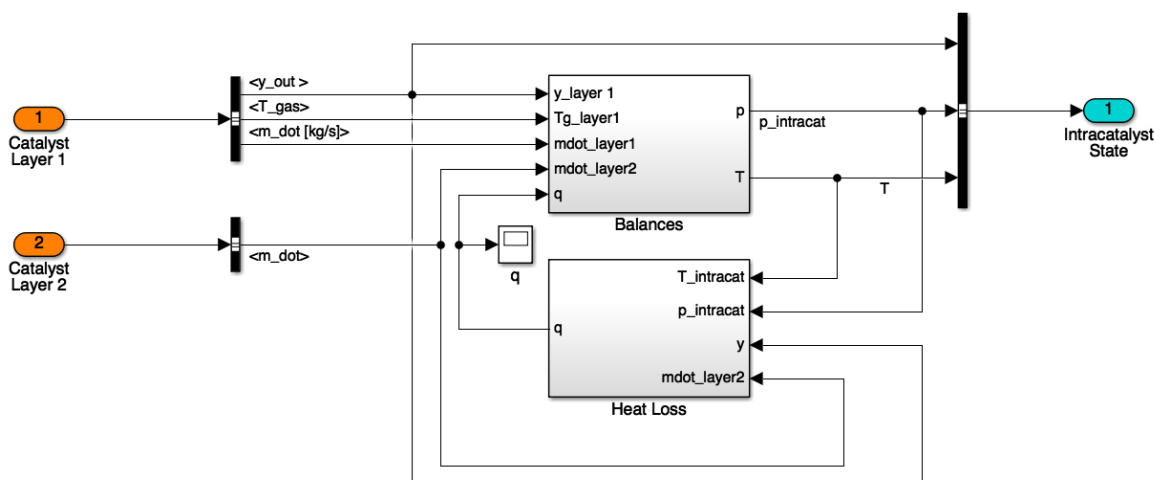 1
Catalyst
Layer 1
<y_out >
<T_gas>
<m_dot [kg/s]>
2
Catalyst
Layer 2
<m_dot>
y_layer 1
Tg_layer1
mdot_layer1
mdot_layer2
q
p
T
Balances
p_intracat
T
q
T_intracat
p_intracat
y
mdot_layer2
q
Heat Loss
1
Intracatalyst
State